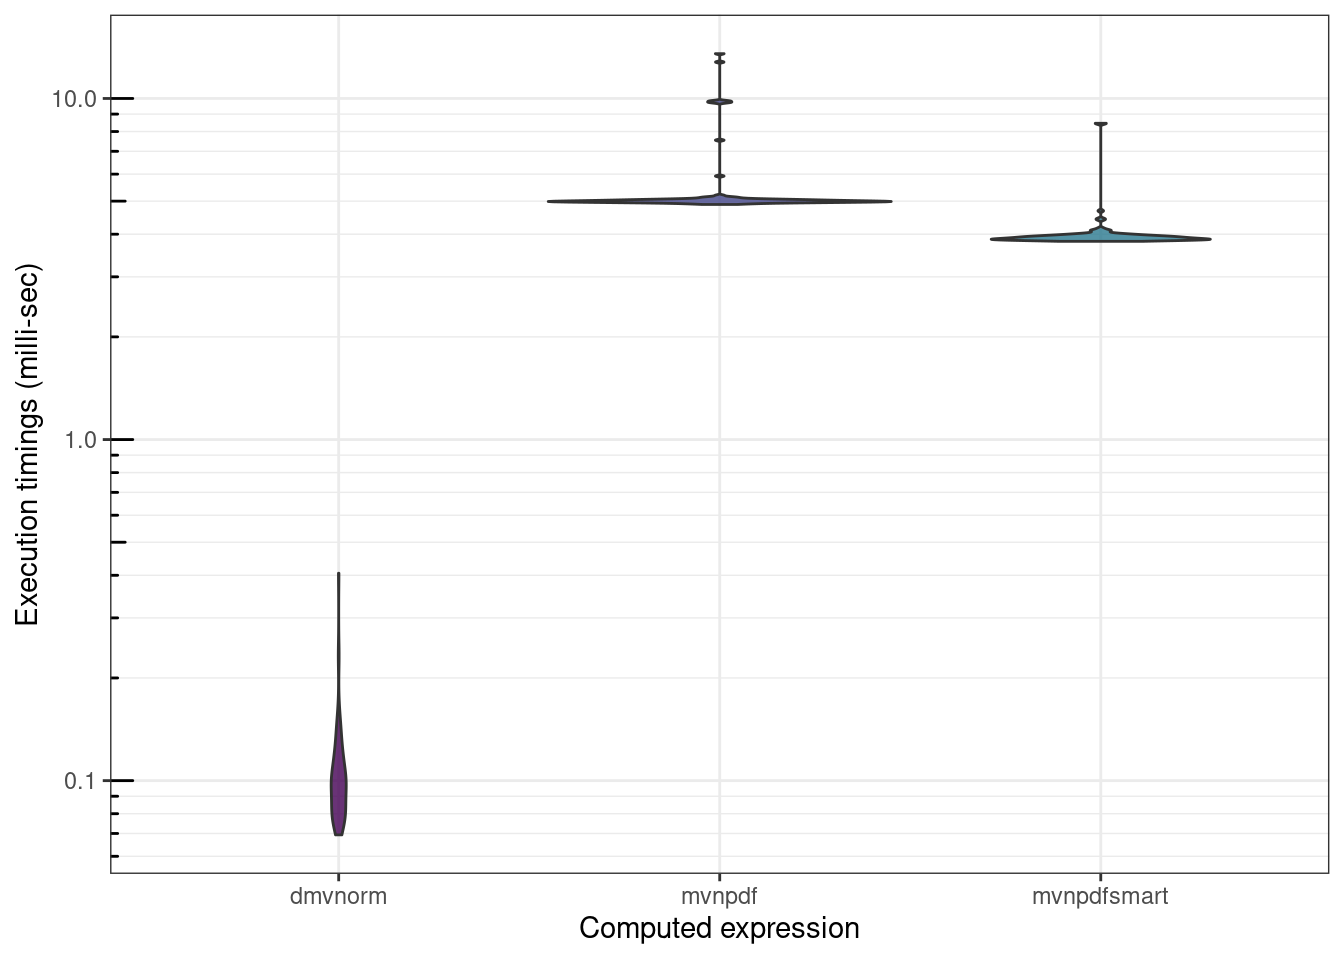 Execution timings (milli-sec)
10.0
1.0
0.1
dmvnorm
mvnpdf
mvnpdfsmart
Computed expression